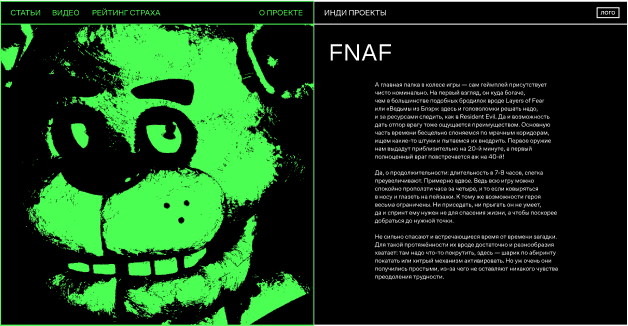 СТАТЬИ ВИДЕО РЕЙТИНГ СТРАХА О ПРОЕКТЕ
ИНДИ ПРОЕКТЫ ЛОГО
FNAF
А главная палка в колесе игры — сам геймплей присутствует
чисто номинально. На первый взгляд, он куда богаче,
чем в большинстве подобных бродилок вроде Layers of Fear
или «Ведьмы из Блэр»: здесь и головоломки решать надо,
и за ресурсами следить, как в Resident Evil. Да и возможность
дать отпор врагу тоже ощущается преимуществом. Основную
часть времени бесцельно слоняемся по мрачным коридорам,
ищем какие-то штуки и пытаемся их внедрить. Первое оружие
нам выдадут приблизительно на 20-й минуте, а первый
полноценный враг повстречается аж на 40-й!
Да, о продолжительности: длительность в 7–9 часов, слегка
преувеличивают. Примерно вдвое. Ведь всю игру можно
спокойно проползти часа за четыре, и то если ковыряться
в носу и глазеть на пейзажи. К тому же возможности героя
весьма ограничены. Ни приседать, ни прыгать он не умеет,
да и спринт ему нужен не для спасения жизни, а чтобы поскорее
добраться до нужной точки.
Не сильно спасают и встречающиеся время от времени загадки.
Для такой протяжённости их вроде достаточно и разнообразия
хватает: там надо что-то покрутить, здесь — шарик по лабиринту
покатать или хитрый механизм активировать. Но уж очень они
получились простыми, из-за чего не оставляют никакого чувства
преодоления трудности.